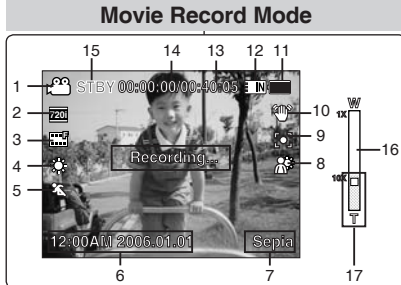 Movie Record Mode
15 14 13 12 11
1 STBY 00:00:00/00:40:05 IN
2 720i 10
3 F 9
4 Recording... 8
5
12:00AM 2006.01.01 Sepia
6 7
W
1X
16
10X
T
17